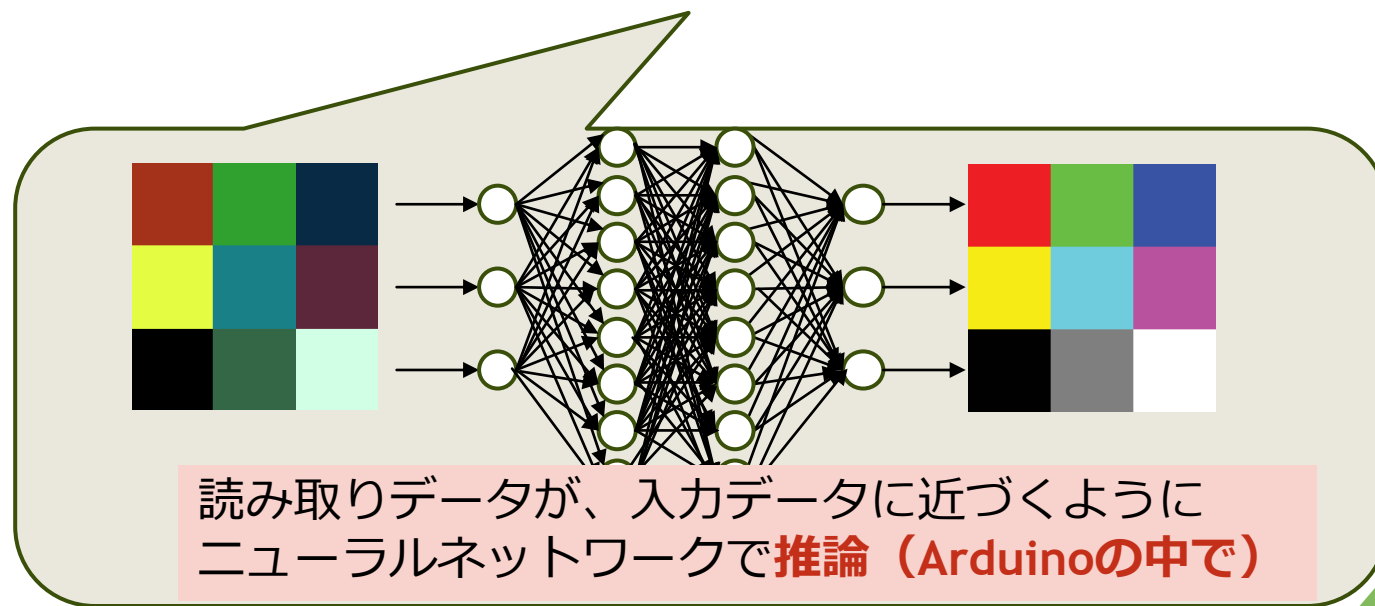 読み取りデータが、入力データに近づくように
ニューラルネットワークで推論（Arduinoの中で）